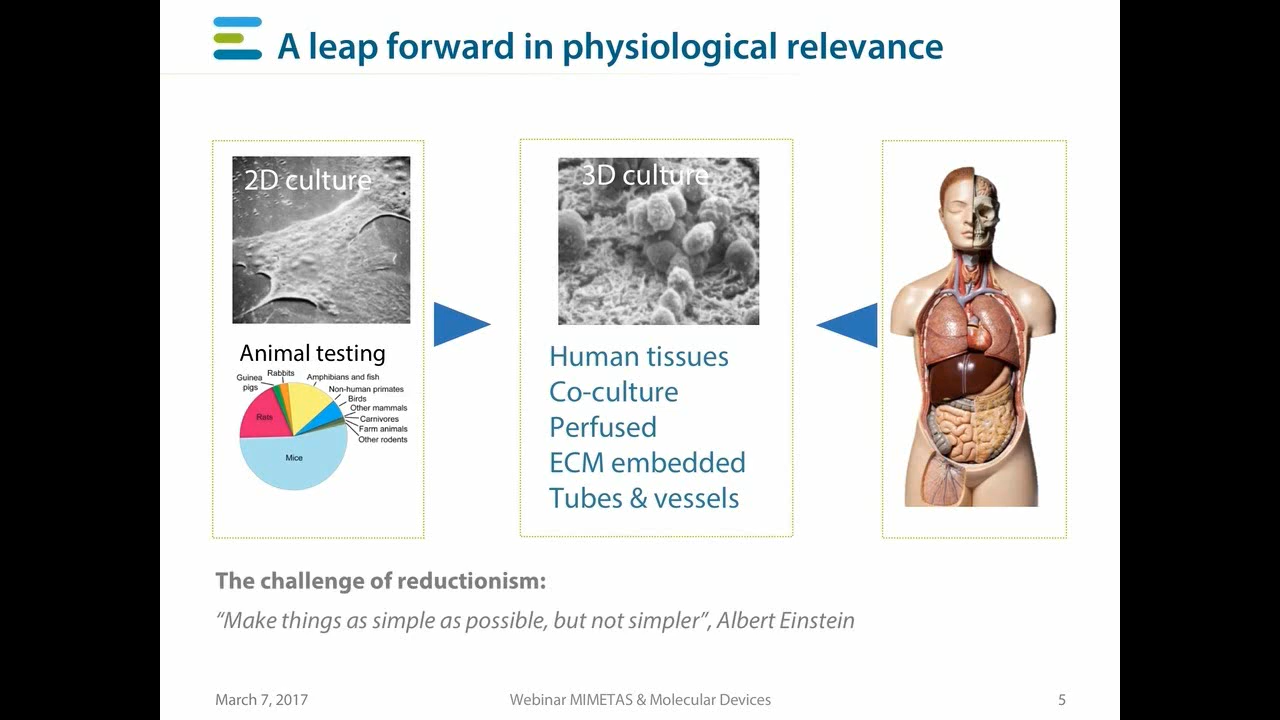 A leap forward in physiological relevance
2D culture
Animal testing
Guinea
pigs
Rabbits
Amphibians and fish
Non-human primates
Birds
Other mammals
Carnivores
Farm animals
Other rodents
Rats
Mice
3D culture
Human tissues
Co-culture
Perfused
ECM embedded
Tubes & vessels
The challenge of reductionism:
“Make things as simple as possible, but not simpler”, Albert Einstein
March 7, 2017
Webinar MIMETAS & Molecular Devices
5